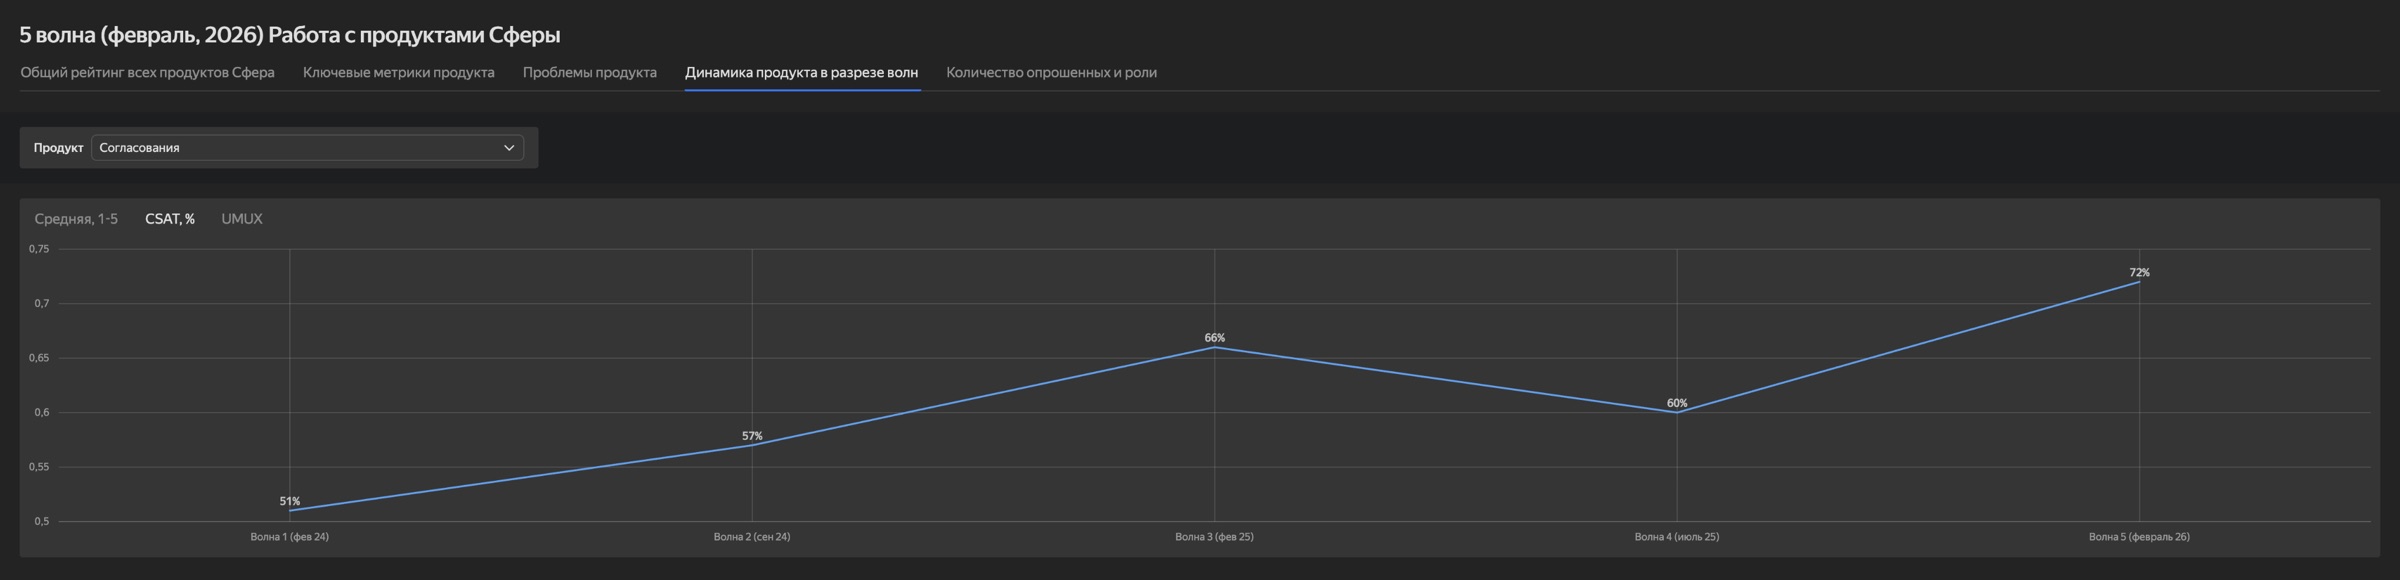 5 волна (февраль, 2026) Работа с продуктами Сферы
Общий рейтинг всех продуктов Сфера
Ключевые метрики продукта
Проблемы продукта
Динамика продукта в разрезе волн
Количество опрошенных и роли
Продукт
Согласования
Средняя, 1-5
CSAT, %
UMUX
0,75
0,7
0,65
0,6
0,55
0,5
51%
57%
66%
60%
72%
Волна 1 (фев 24)
Волна 2 (сен 24)
Волна 3 (фев 25)
Волна 4 (июль 25)
Волна 5 (февраль 26)